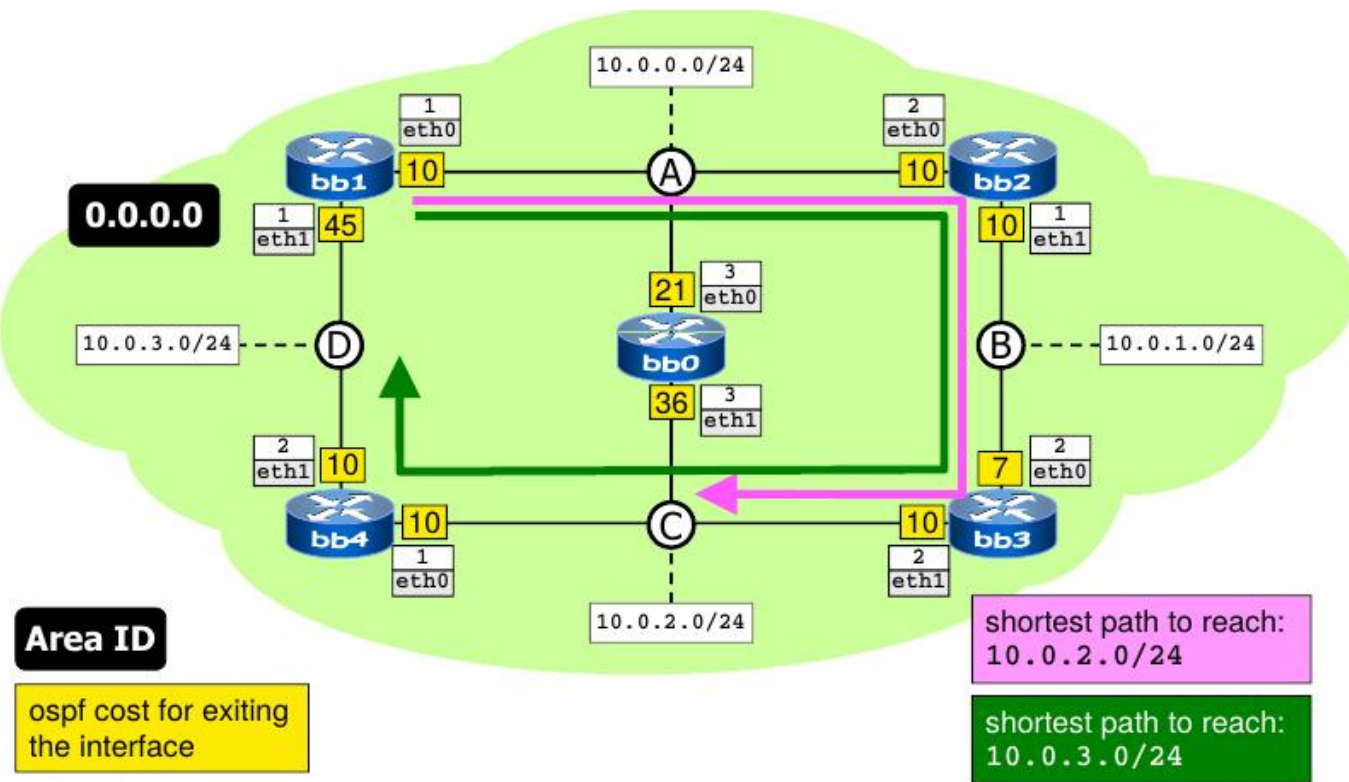 10.0.0.0/24
1
eth0
2
eth0
bb1
10
A
10
bb2
0.0.0.0
1
eth1
45
10
1
eth1
21
3
eth0
10.0.3.0/24
D
bb0
B
10.0.1.0/24
36
3
eth1
2
eth1
10
7
2
eth0
bb4
10
C
10
bb3
1
eth0
2
eth1
10.0.2.0/24
Area ID
ospf cost for exiting
the interface
shortest path to reach:
10.0.2.0/24
shortest path to reach:
10.0.3.0/24